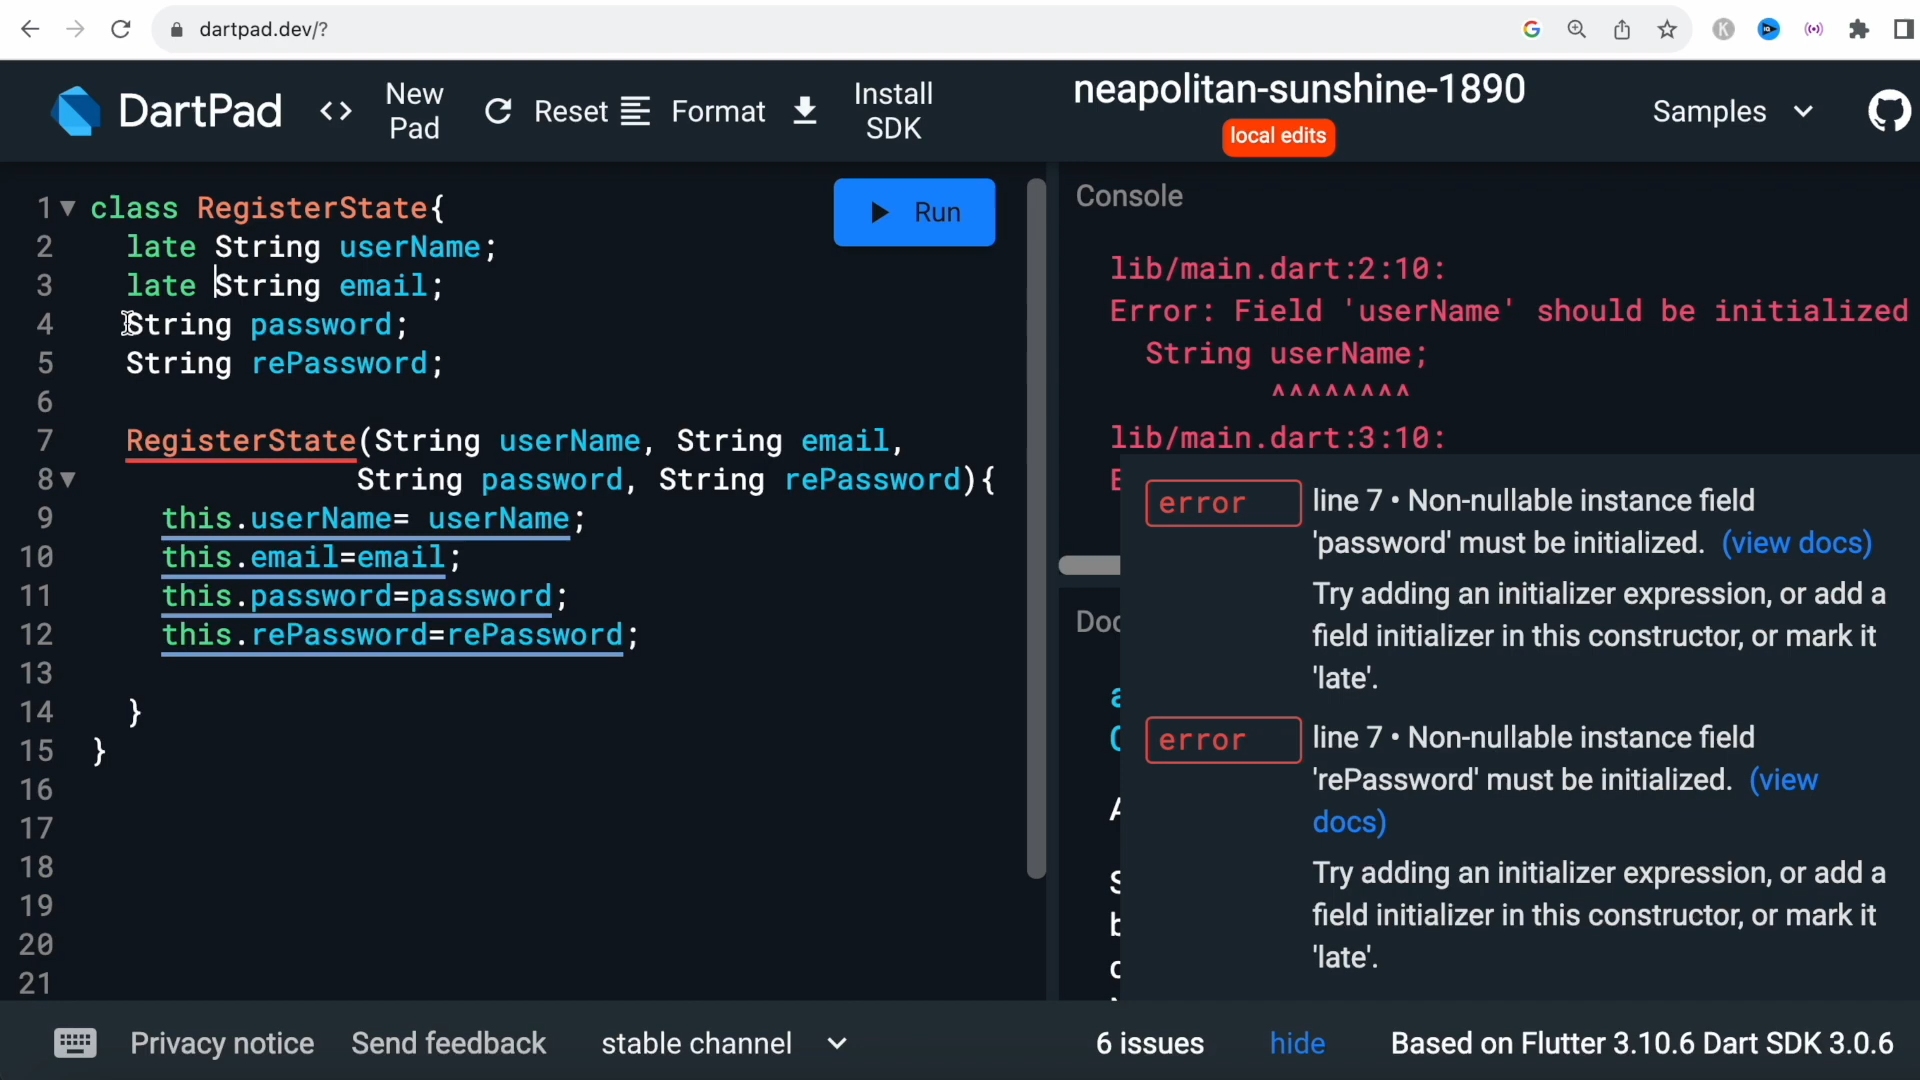 dartpad.dev/?
DartPad
<> New Pad
Reset
Format
Install SDK
neapolitan-sunshine-1890
local edits
Samples
1 class RegisterState{
2 late String userName;
3 late String email;
4 String password;
5 String rePassword;
6
7 RegisterState(String userName, String email,
8 String password, String rePassword){
9 this.userName= userName;
10 this.email=email;
11 this.password=password;
12 this.rePassword=rePassword;
13
14 }
15 }
16
17
18
19
20
21
Run
Console
lib/main.dart:2:10:
Error: Field 'userName' should be initialized
String userName;
^^^^^^^^
lib/main.dart:3:10:
E
error line 7 • Non-nullable instance field
'password' must be initialized. (view docs)
Try adding an initializer expression, or add a
field initializer in this constructor, or mark it
'late'.
error line 7 • Non-nullable instance field
'rePassword' must be initialized. (view
docs)
Try adding an initializer expression, or add a
field initializer in this constructor, or mark it
'late'.
Privacy notice
Send feedback
stable channel
6 issues
hide
Based on Flutter 3.10.6 Dart SDK 3.0.6